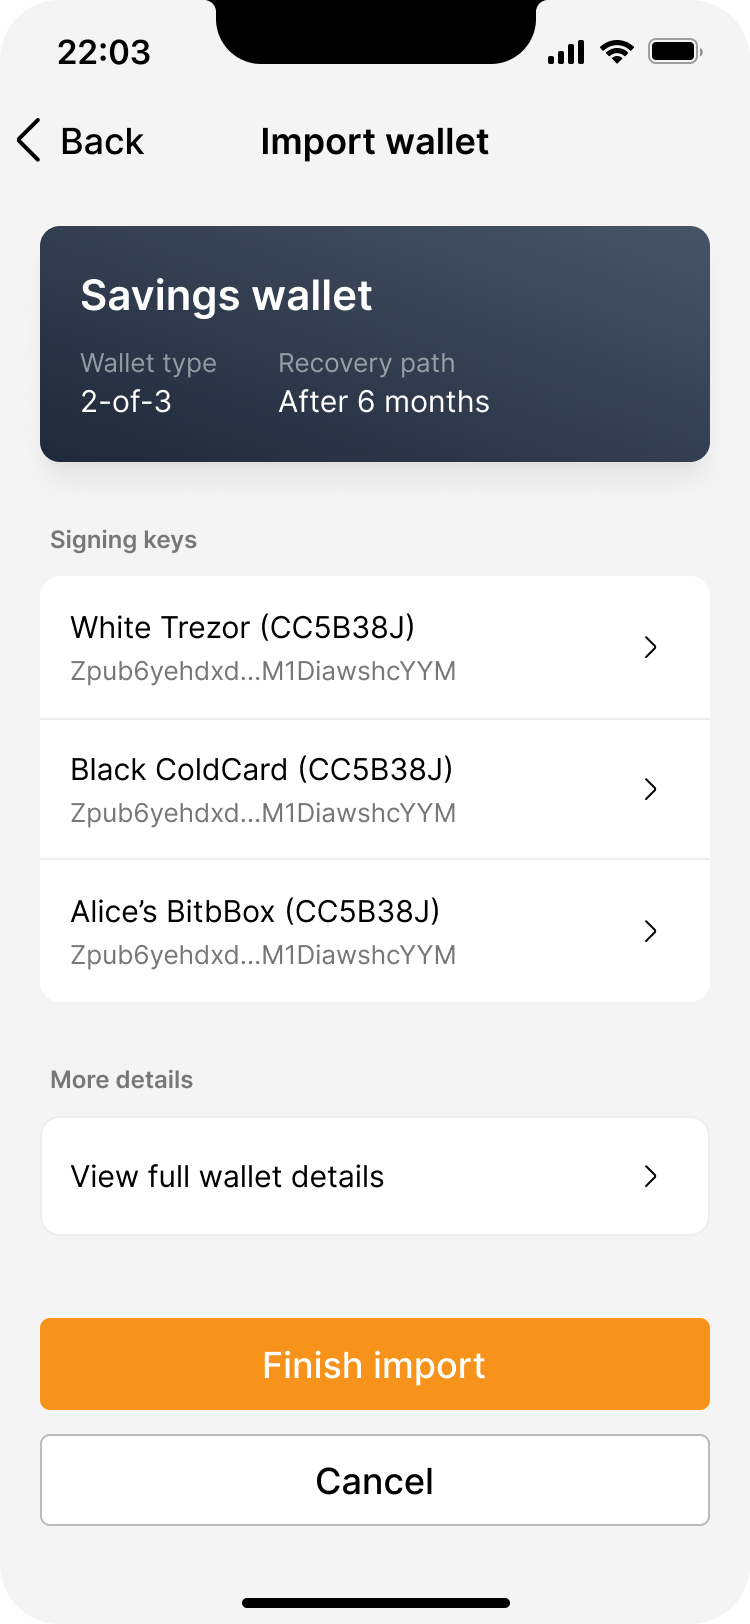 22:03
Back
Import wallet
Savings wallet
Wallet type
2-of-3
Recovery path
After 6 months
Signing keys
White Trezor (CC5B38J)
Zpub6yehdxd...M1DiawshcYYM
Black ColdCard (CC5B38J)
Zpub6yehdxd...M1DiawshcYYM
Alice’s BitbBox (CC5B38J)
Zpub6yehdxd...M1DiawshcYYM
More details
View full wallet details
Finish import
Cancel